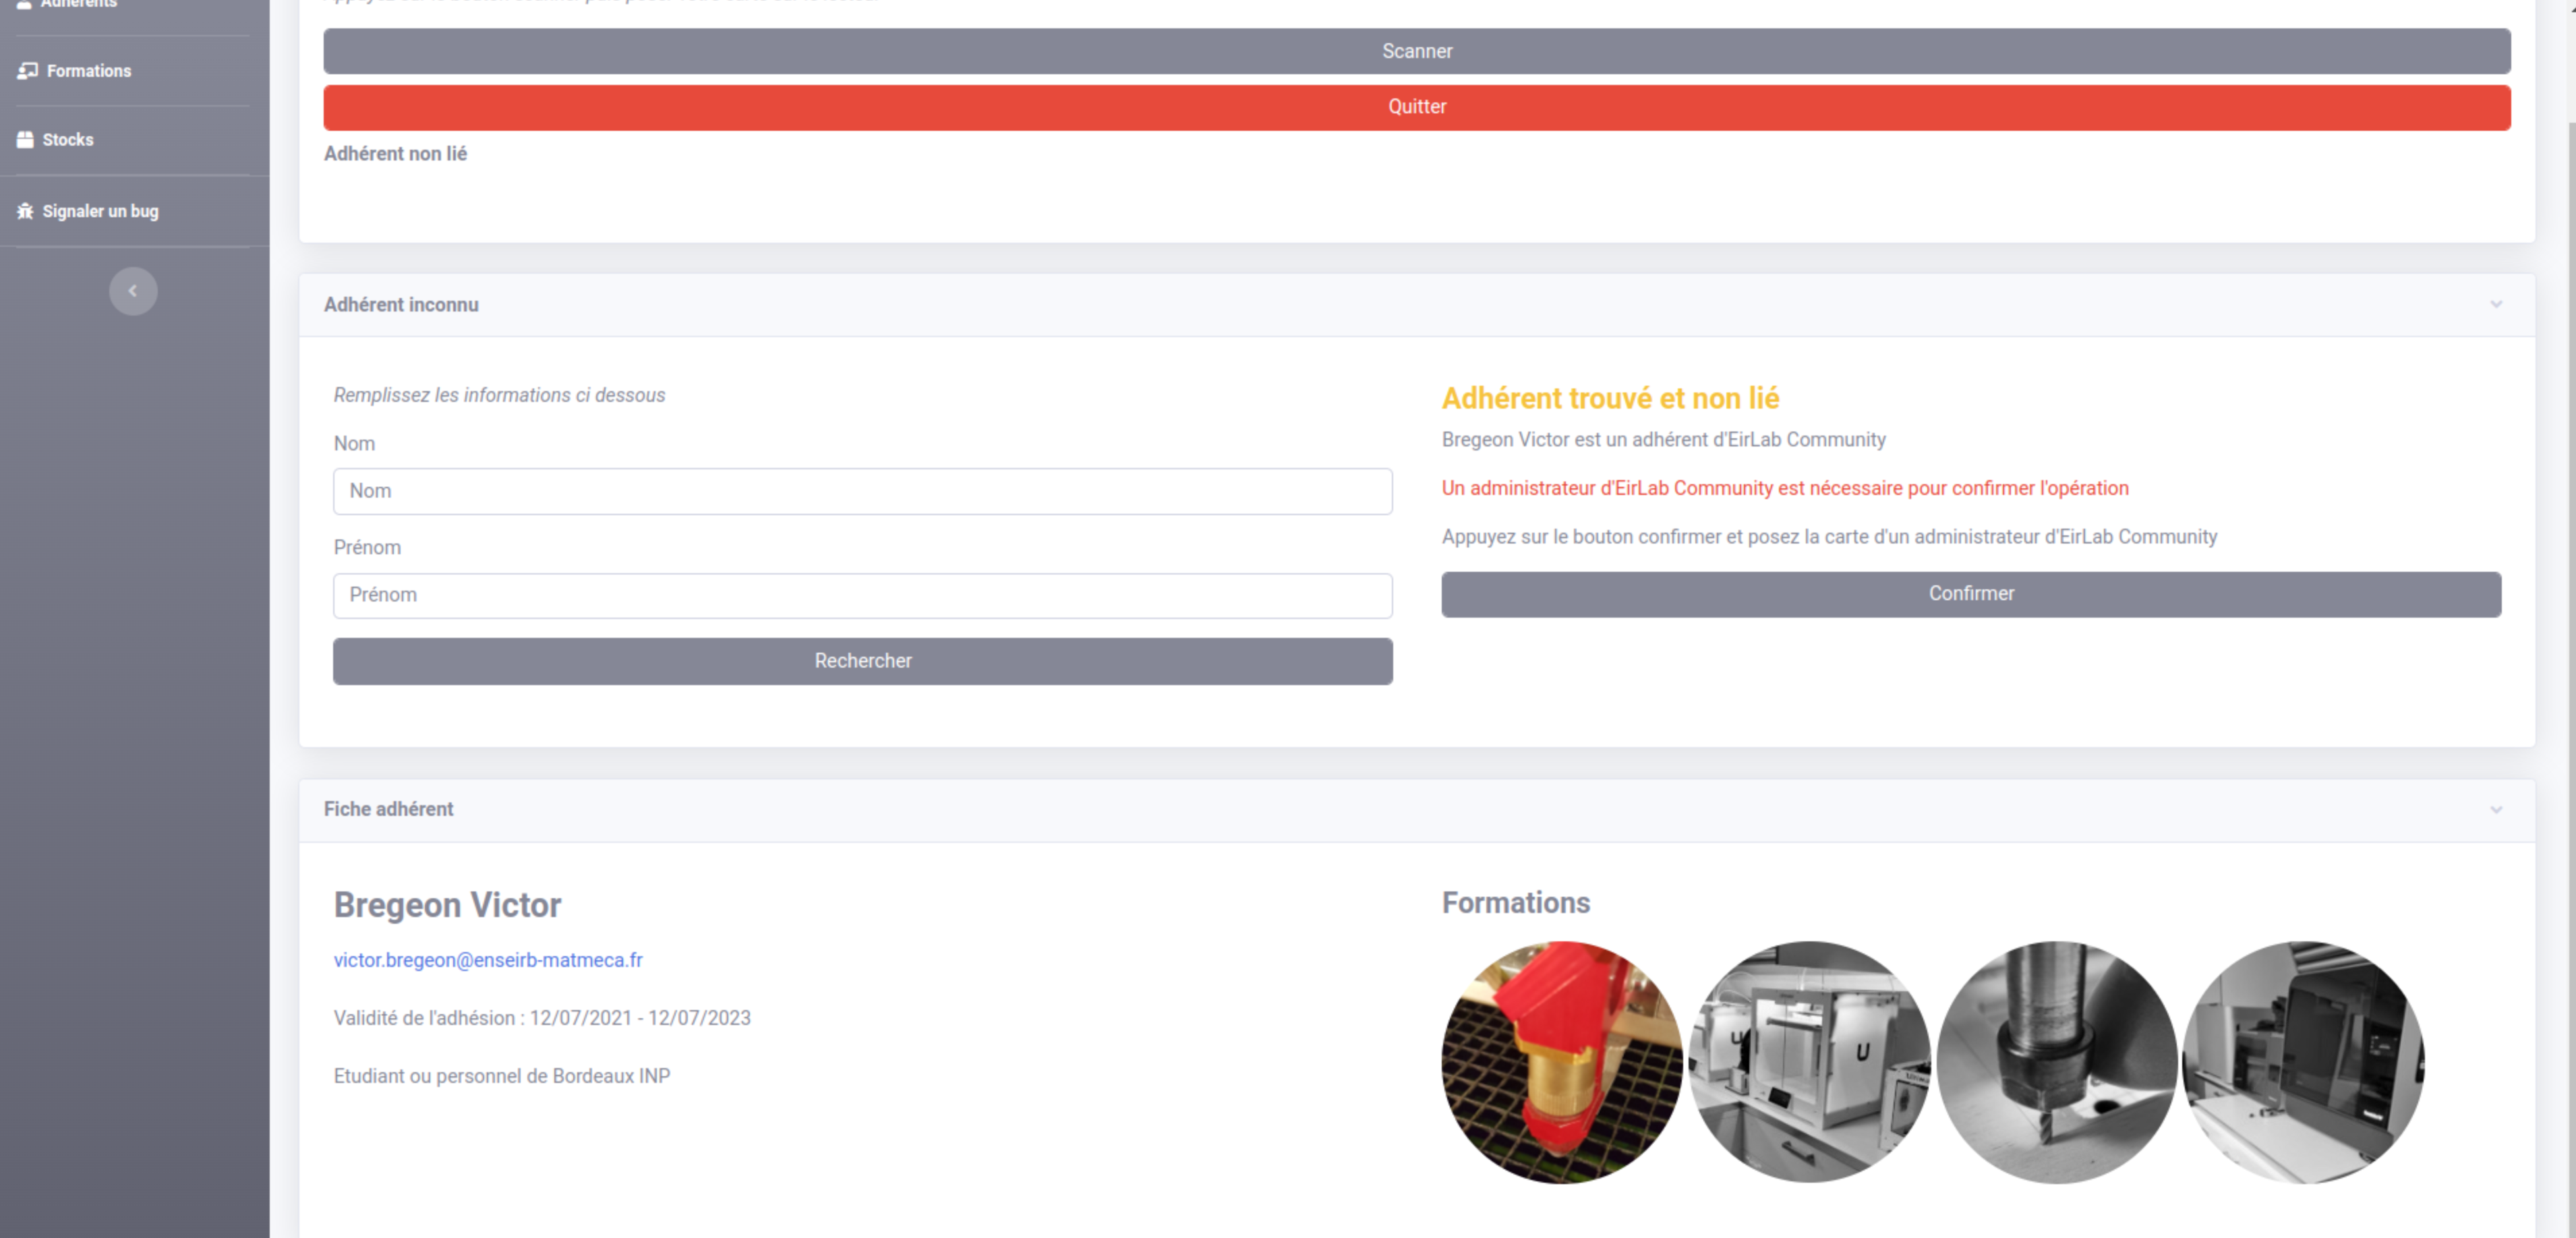 Adhérents
Formations
Stocks
Signaler un bug
Scanner
Quitter
Adhérent non lié
Adhérent inconnu
Remplissez les informations ci dessous
Nom
Nom
Prénom
Prénom
Rechercher
Adhérent trouvé et non lié
Bregeon Victor est un adhérent d'EirLab Community
Un administrateur d'EirLab Community est nécessaire pour confirmer l'opération
Appuyez sur le bouton confirmer et posez la carte d'un administrateur d'EirLab Community
Confirmer
Fiche adhérent
Bregeon Victor
victor.bregeon@enseirb-matmeca.fr
Validité de l'adhésion : 12/07/2021 - 12/07/2023
Etudiant ou personnel de Bordeaux INP
Formations
U
U